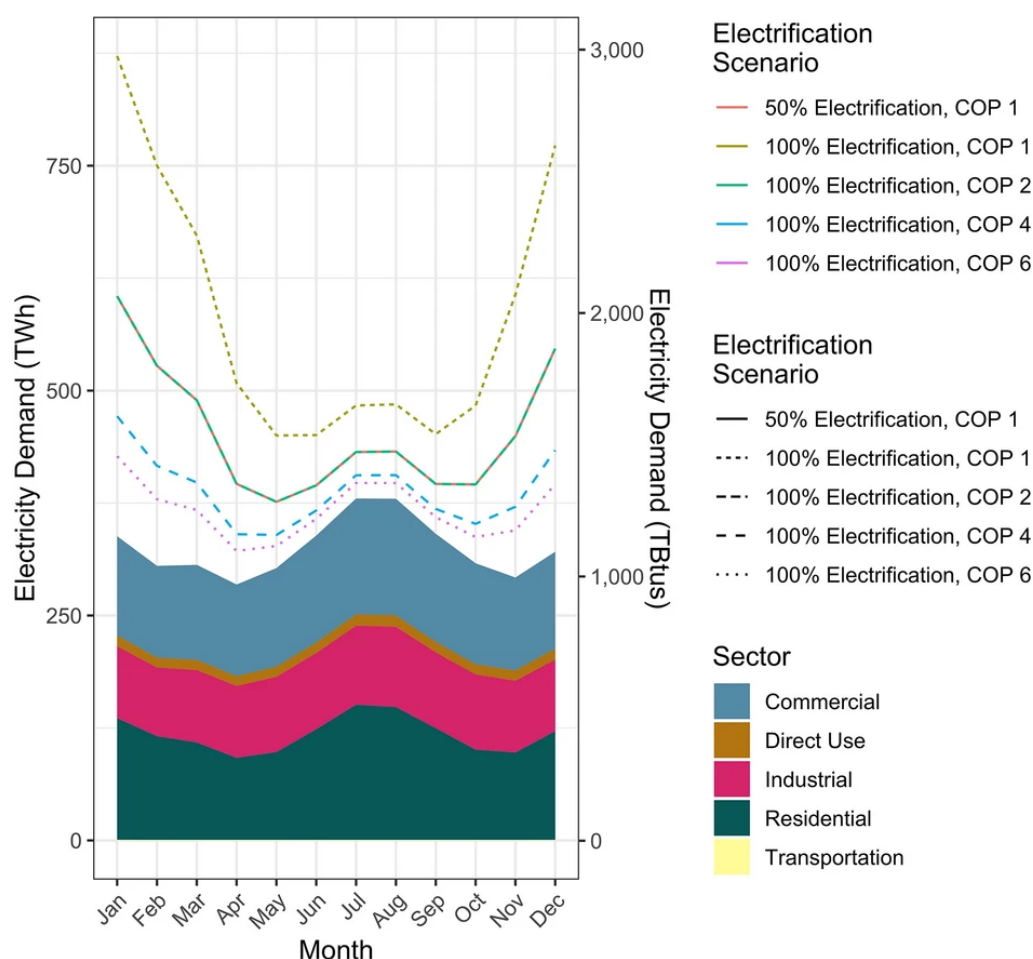 Electricity Demand (TWh)
750
500
250
0
Jan
Feb
Mar
Apr
May
Jun
Jul
Aug
Sep
Oct
Nov
Dec
Month
3,000
2,000
1,000
0
Electricity Demand (TBtus)
Electrification
Scenario
50% Electrification, COP 1
100% Electrification, COP 1
100% Electrification, COP 2
100% Electrification, COP 4
100% Electrification, COP 6
Electrification
Scenario
50% Electrification, COP 1
100% Electrification, COP 1
100% Electrification, COP 2
100% Electrification, COP 4
100% Electrification, COP 6
Sector
Commercial
Direct Use
Industrial
Residential
Transportation